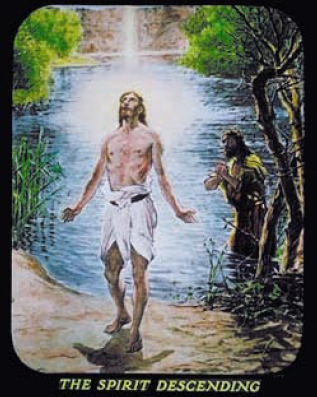 THE SPIRIT DESCENDING